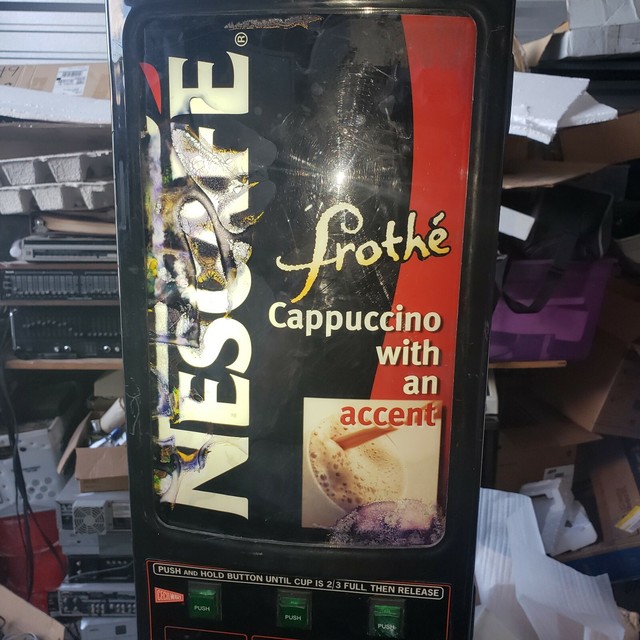 NESCAFÉ®
frothé
Cappuccino
with
an
accent
PUSH AND HOLD BUTTON UNTIL CUP IS 2/3 FULL THEN RELEASE
CECILWARE
PUSH
PUSH
PUSH